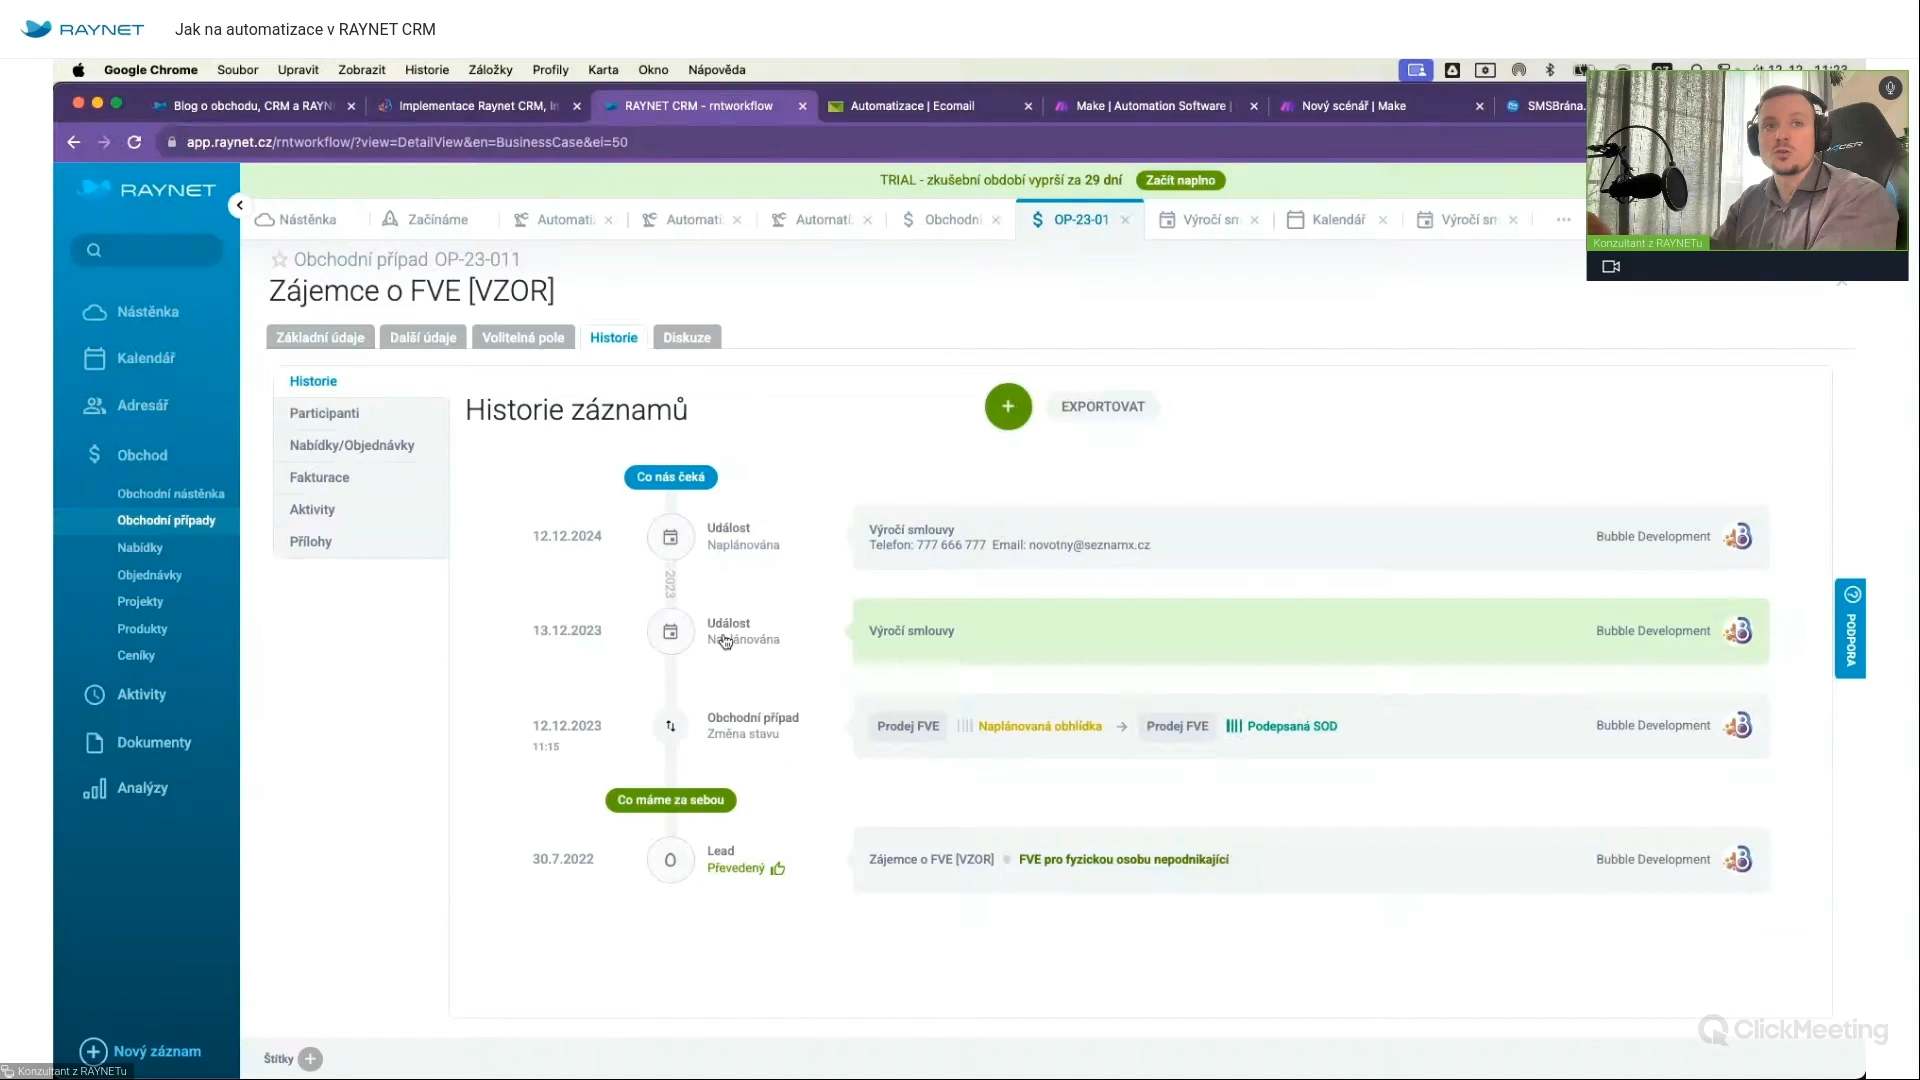 RAYNET
Jak na automatizace v RAYNET CRM
Google Chrome Soubor Upravit Zobrazit Historie Záložky Profily Karta Okno Nápověda
Blog o obchodu, CRM a RAYN
Implementace Raynet CRM, In
RAYNET CRM - rntworkflow
Automatizace | Ecomail
Make | Automation Software |
Nový scénář | Make
SMSBrána.
app.raynet.cz/rntworkflow/?view=DetailView&en=BusinessCase&ei=50
Konzultant z RAYNETu
RAYNET
TRIAL - zkušební období vyprší za 29 dní
Začít naplno
Nástěnka
Začínáme
Automati:
Automati:
Automati:
Obchodní
OP-23-01
Výročí sm
Kalendář
Výročí sm
Obchodní případ OP-23-011
Zájemce o FVE [VZOR]
Základní údaje
Další údaje
Volitelná pole
Historie
Diskuze
Nástěnka
Kalendář
Adresář
Obchod
Obchodní nástěnka
Obchodní případy
Nabídky
Objednávky
Projekty
Produkty
Ceníky
Aktivity
Dokumenty
Analýzy
Nový záznam
Historie
Participanti
Nabídky/Objednávky
Fakturace
Aktivity
Přílohy
Historie záznamů
+
EXPORTOVAT
Co nás čeká
12.12.2024
Událost
Naplánována
Výročí smlouvy
Telefon: 777 666 777 Email: novotny@seznamx.cz
Bubble Development
2023
13.12.2023
Událost
Naplánována
Výročí smlouvy
Bubble Development
12.12.2023
11:15
Obchodní případ
Změna stavu
Prodej FVE Naplánovaná obhlídka → Prodej FVE Podepsaná SOD
Bubble Development
Co máme za sebou
30.7.2022
Lead
Převedený
Zájemce o FVE [VZOR] FVE pro fyzickou osobu nepodnikající
Bubble Development
PODPORA
Štítky
ClickMeeting
Konzultant z RAYNETu